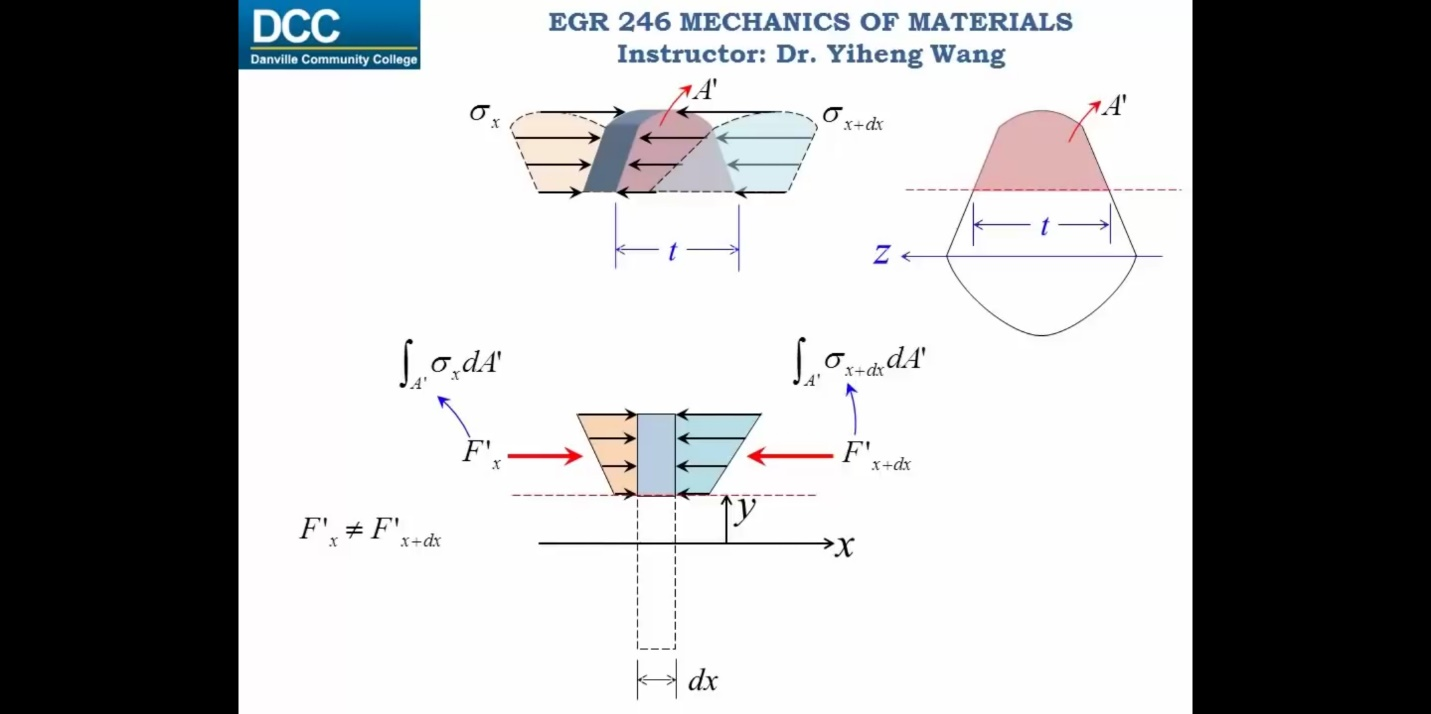 DCC
Danville Community College
EGR 246 MECHANICS OF MATERIALS
Instructor: Dr. Yiheng Wang
σx
A'
σx+dx
A'
t
t
z
∫A' σx dA'
∫A' σx+dx dA'
F'x
F'x+dx
y
F'x ≠ F'x+dx
x
dx